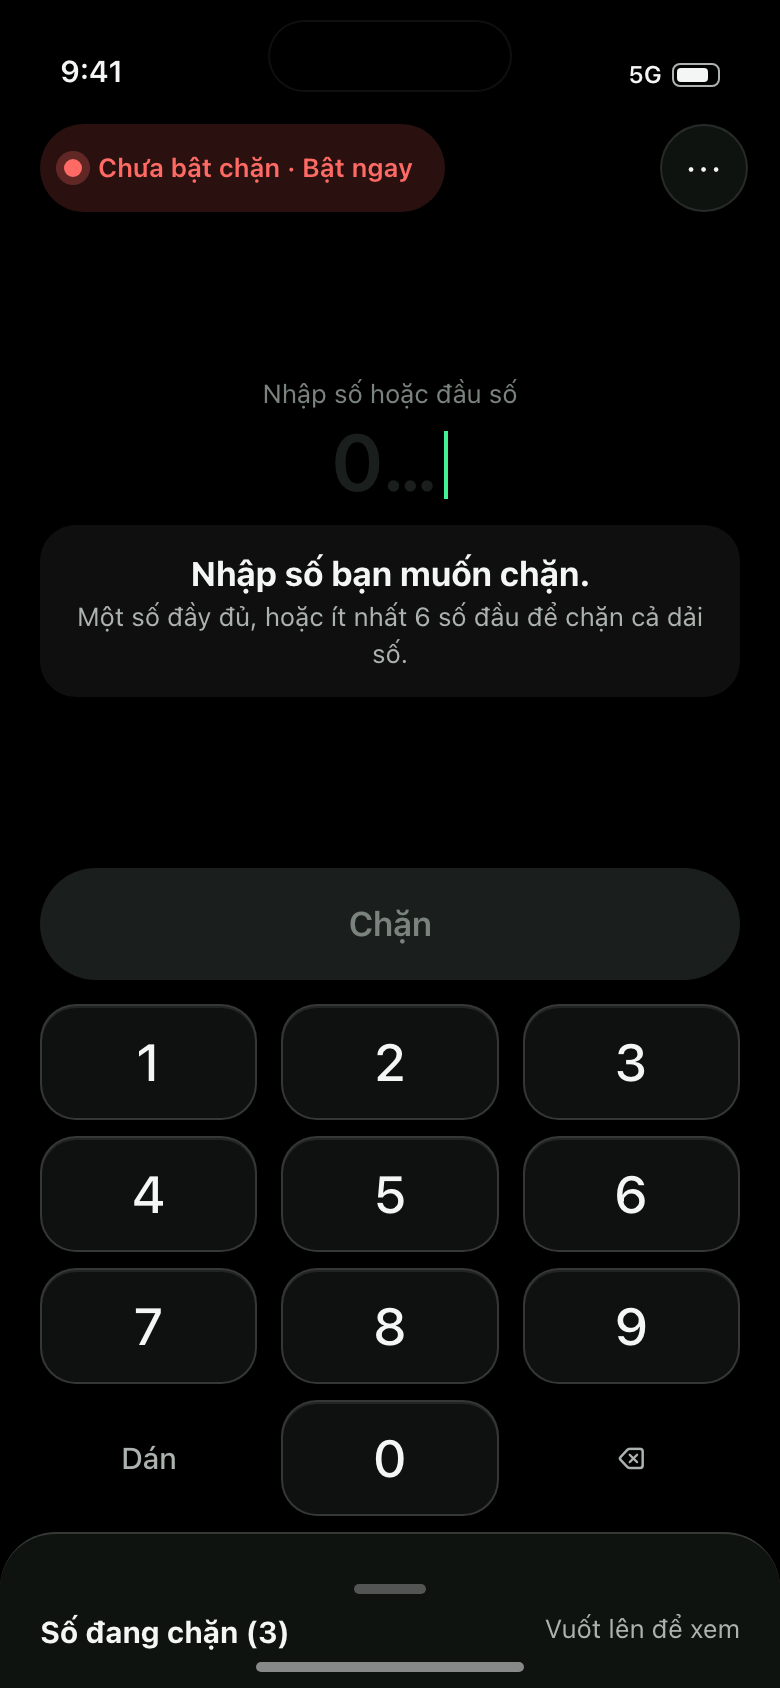 9:41
5G
Chưa bật chặn · Bật ngay
...
Nhập số hoặc đầu số
0...
Nhập số bạn muốn chặn.
Một số đầy đủ, hoặc ít nhất 6 số đầu để chặn cả dải
số.
Chặn
1 2 3
4 5 6
7 8 9
Dán 0
Số đang chặn (3)
Vuốt lên để xem